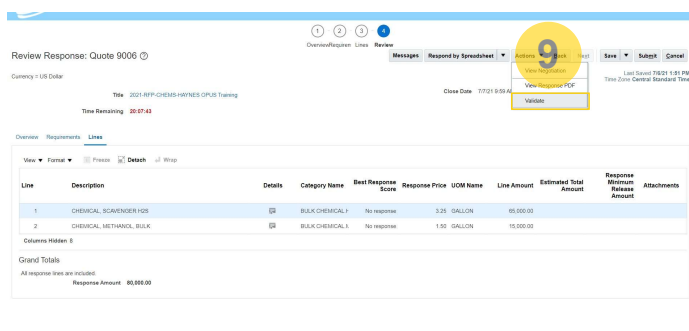 1 2 3 4
Overview Requiren Lines Review
Messages Respond by Spreadsheet Actions Back Next Save Submit Cancel
9
Review Response: Quote 9006
Currency = US Dollar
View Negotiation
View Response PDF
Validate
Last Saved 7/6/21 1:51 PM
Time Zone Central Standard Time
Title 2021-RFP-CHEMS-HAYNES OPUS Training
Close Date 7/7/21 9:59 AM
Time Remaining 20:07:43
Overview Requirements Lines
View Format Freeze Detach Wrap
Line Description Details Category Name Best Response Score Response Price UOM Name Line Amount Estimated Total Amount Response Minimum Release Amount Attachments
1 CHEMICAL, SCAVENGER H2S BULK CHEMICAL No response 3.25 GALLON 65,000.00
2 CHEMICAL, METHANOL, BULK BULK CHEMICAL No response 1.50 GALLON 15,000.00
Columns Hidden 8
Grand Totals
All response lines are included.
Response Amount 80,000.00